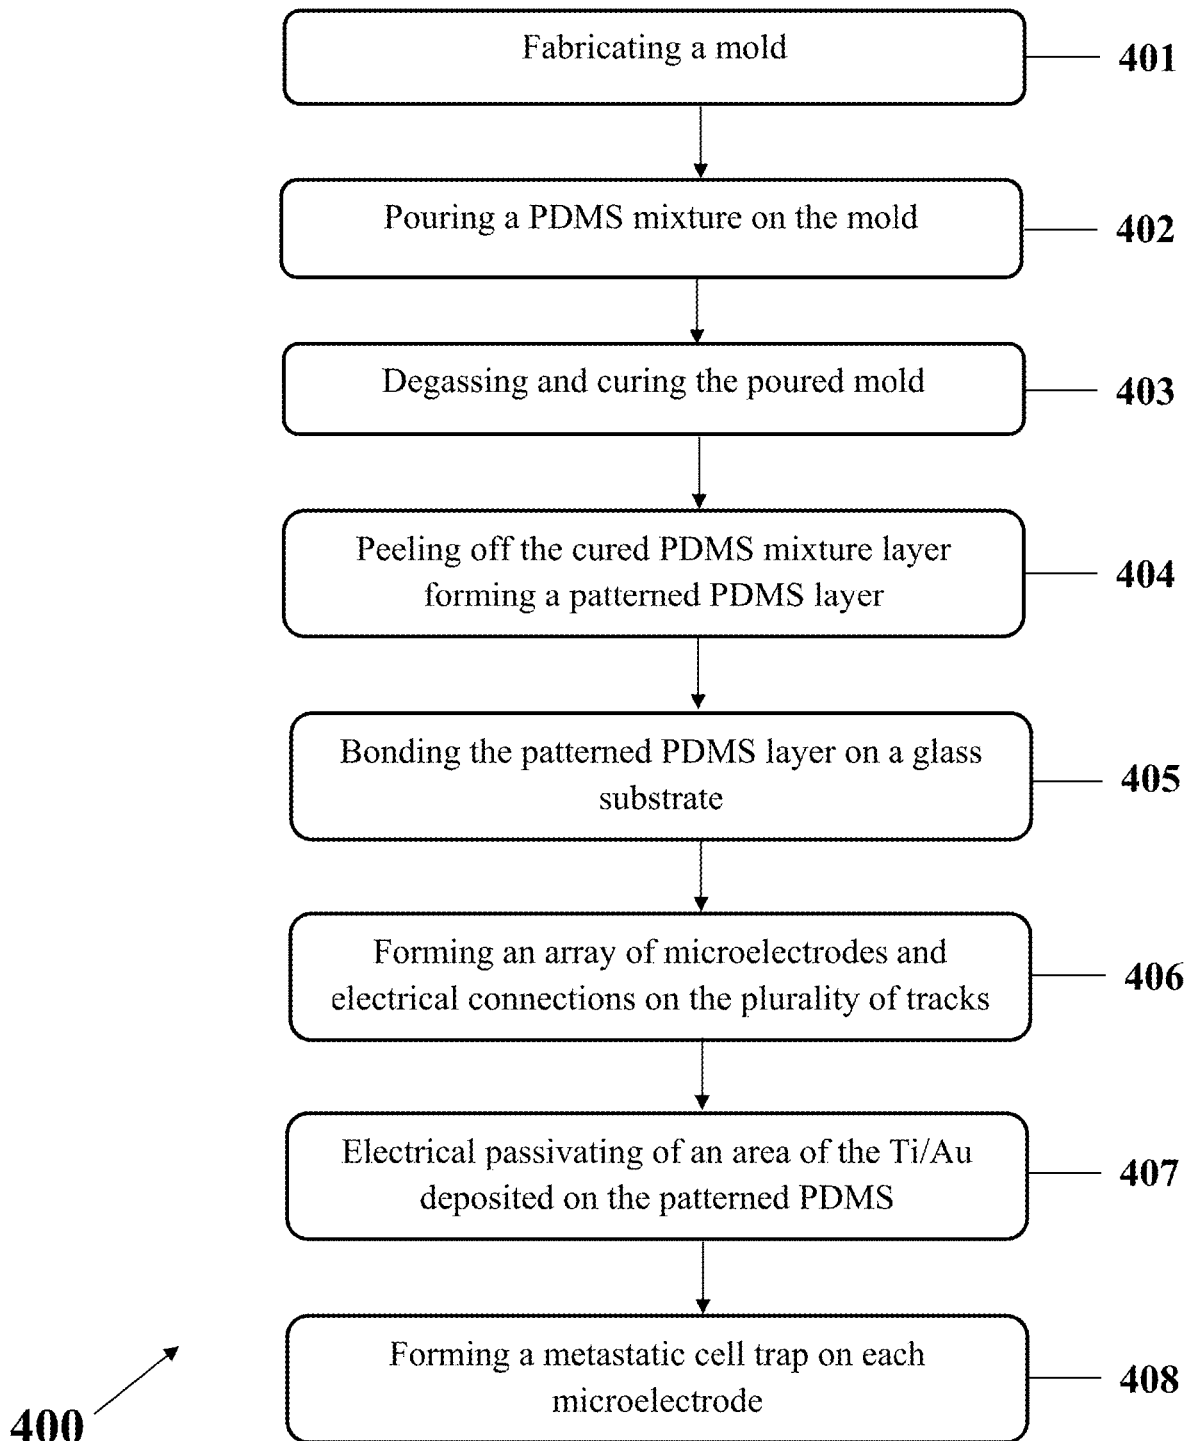 Fabricating a mold
401
Pouring a PDMS mixture on the mold
402
Degassing and curing the poured mold
403
Peeling off the cured PDMS mixture layer
forming a patterned PDMS layer
404
Bonding the patterned PDMS layer on a glass
substrate
405
Forming an array of microelectrodes and
electrical connections on the plurality of tracks
406
Electrical passivating of an area of the Ti/Au
deposited on the patterned PDMS
407
Forming a metastatic cell trap on each
microelectrode
408
400